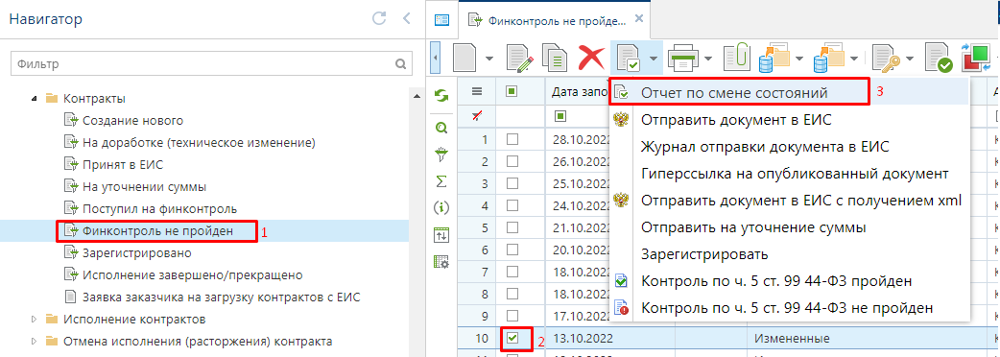 Навигатор
Фильтр
Контракты
Создание нового
На доработке (техническое изменение)
Принят в ЕИС
На уточнении суммы
Поступил на финконтроль
Финконтроль не пройден
1
Зарегистрировано
Исполнение завершено/прекращено
Заявка заказчика на загрузку контрактов с ЕИС
Исполнение контрактов
Отмена исполнения (расторжения) контракта
Финконтроль не пройде...
Дата запо
1
28.10.2022
2
26.10.2022
3
25.10.2022
4
24.10.2022
5
21.10.2022
6
20.10.2022
7
18.10.2022
8
18.10.2022
9
17.10.2022
10
2
13.10.2022
Измененные
Отчет по смене состояний
3
Отправить документ в ЕИС
Журнал отправки документа в ЕИС
Гиперссылка на опубликованный документ
Отправить документ в ЕИС с получением xml
Отправить на уточнение суммы
Зарегистрировать
Контроль по ч. 5 ст. 99 44-ФЗ пройден
Контроль по ч. 5 ст. 99 44-ФЗ не пройден